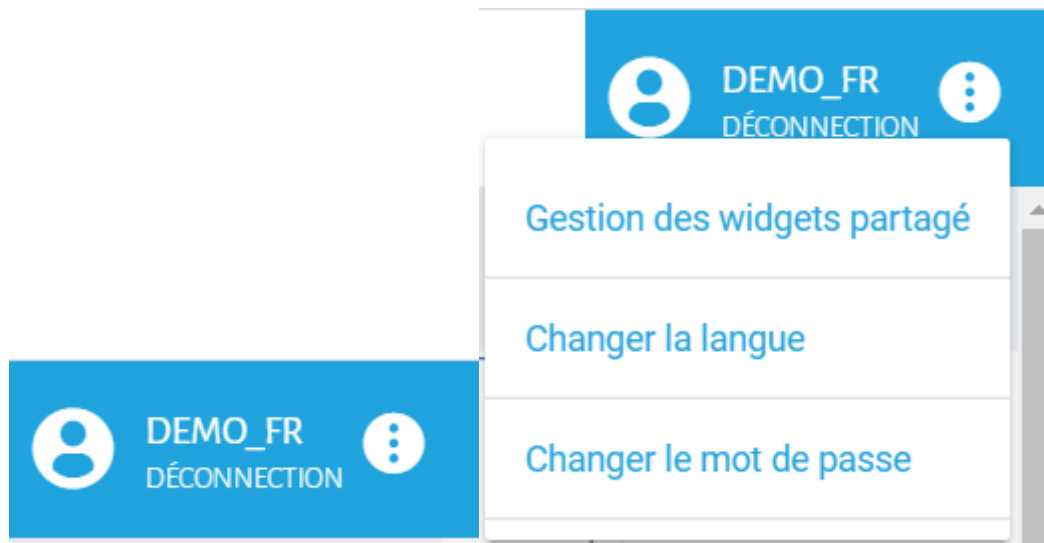 DEMO_FR
DÉCONNECTION
Gestion des widgets partagé
Changer la langue
Changer le mot de passe
DEMO_FR
DÉCONNECTION